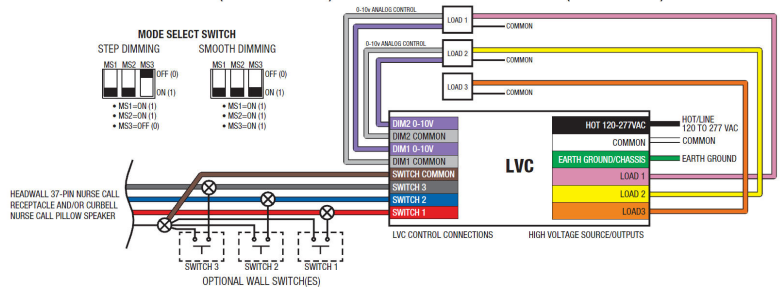 0-10v ANALOG CONTROL
LOAD 1
COMMON
MODE SELECT SWITCH
STEP DIMMING
SMOOTH DIMMING
0-10v ANALOG CONTROL
LOAD 2
COMMON
MS1 MS2 MS3
OFF (0)
ON (1)
MS1 MS2 MS3
OFF (0)
ON (1)
LOAD 3
COMMON
• MS1=ON (1)
• MS2=ON (1)
• MS3=OFF (0)
• MS1=ON (1)
• MS2=ON (1)
• MS3=ON (1)
DIM2 0-10V
DIM2 COMMON
DIM1 0-10V
DIM1 COMMON
SWITCH COMMON
SWITCH 3
SWITCH 2
SWITCH 1
LVC
HOT 120-277VAC
COMMON
EARTH GROUND/CHASSIS
LOAD 1
LOAD 2
LOAD3
HOT/LINE
120 TO 277 VAC
COMMON
EARTH GROUND
HEADWALL 37-PIN NURSE CALL
RECEPTACLE AND/OR CURBELL
NURSE CALL PILLOW SPEAKER
LVC CONTROL CONNECTIONS
HIGH VOLTAGE SOURCE/OUTPUTS
SWITCH 3
SWITCH 2
SWITCH 1
OPTIONAL WALL SWITCH(ES)